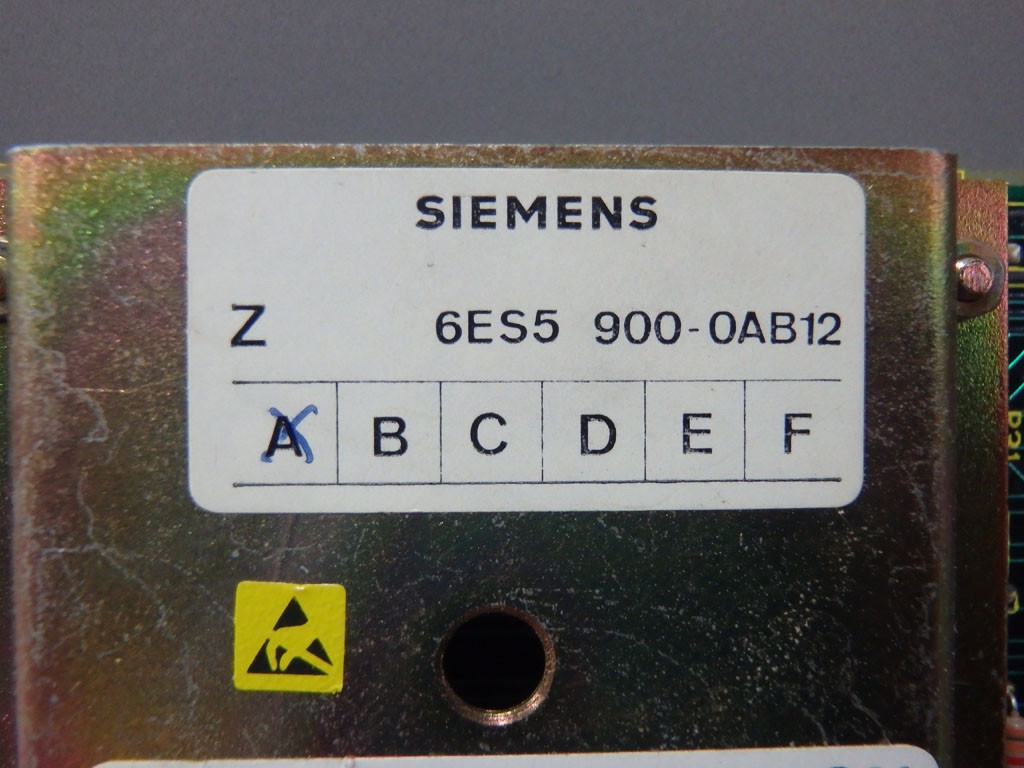 SIEMENS
Z 6ES5 900-0AB12
A B C D E F